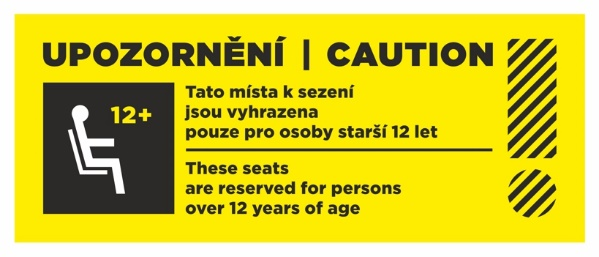 UPOZORNĚNÍ | CAUTION
12+
Tato místa k sezení
jsou vyhrazena
pouze pro osoby starší 12 let
These seats
are reserved for persons
over 12 years of age